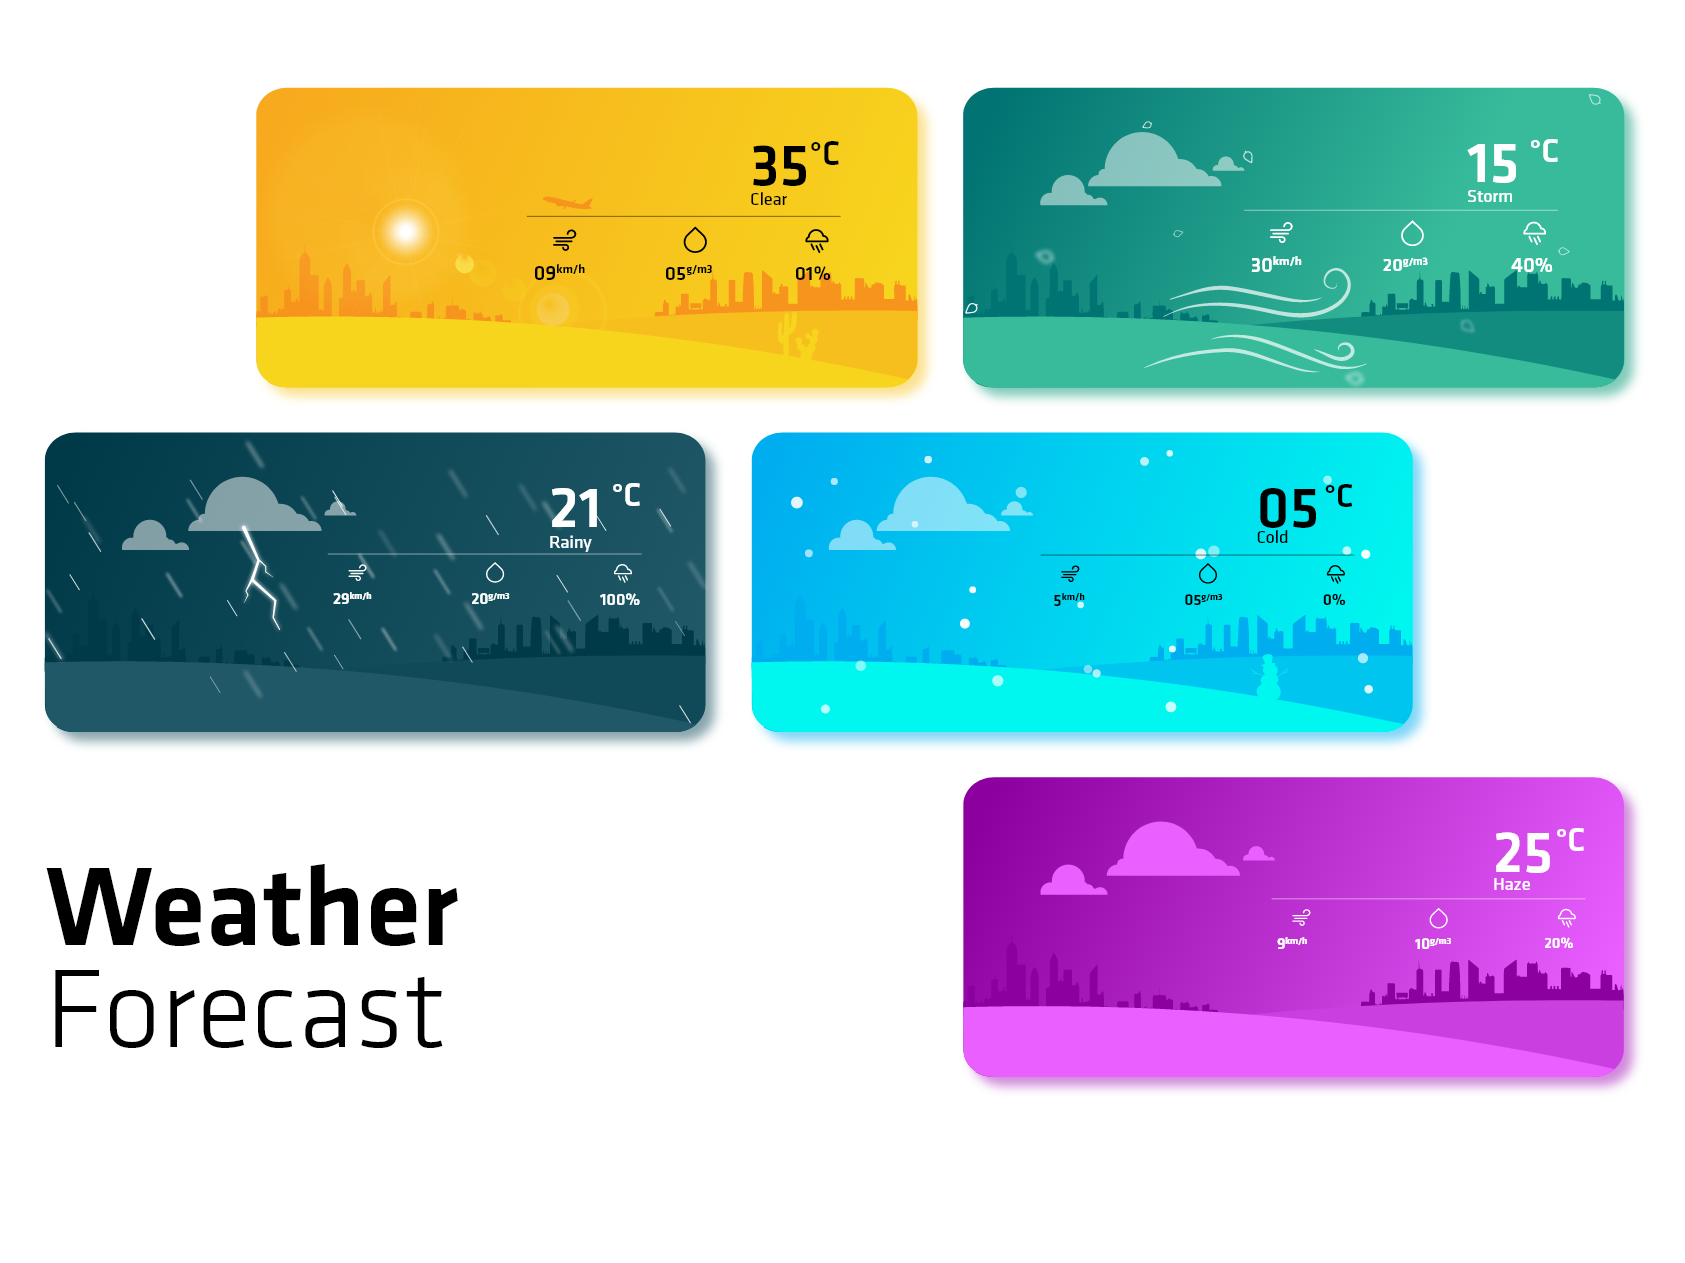 35 °C
Clear
09km/h 05g/m3 01%
15 °C
Storm
30km/h 20g/m3 40%
21 °C
Rainy
29km/h 20g/m3 100%
05 °C
Cold
5km/h 05g/m3 0%
25 °C
Haze
9km/h 10g/m3 20%
Weather
Forecast